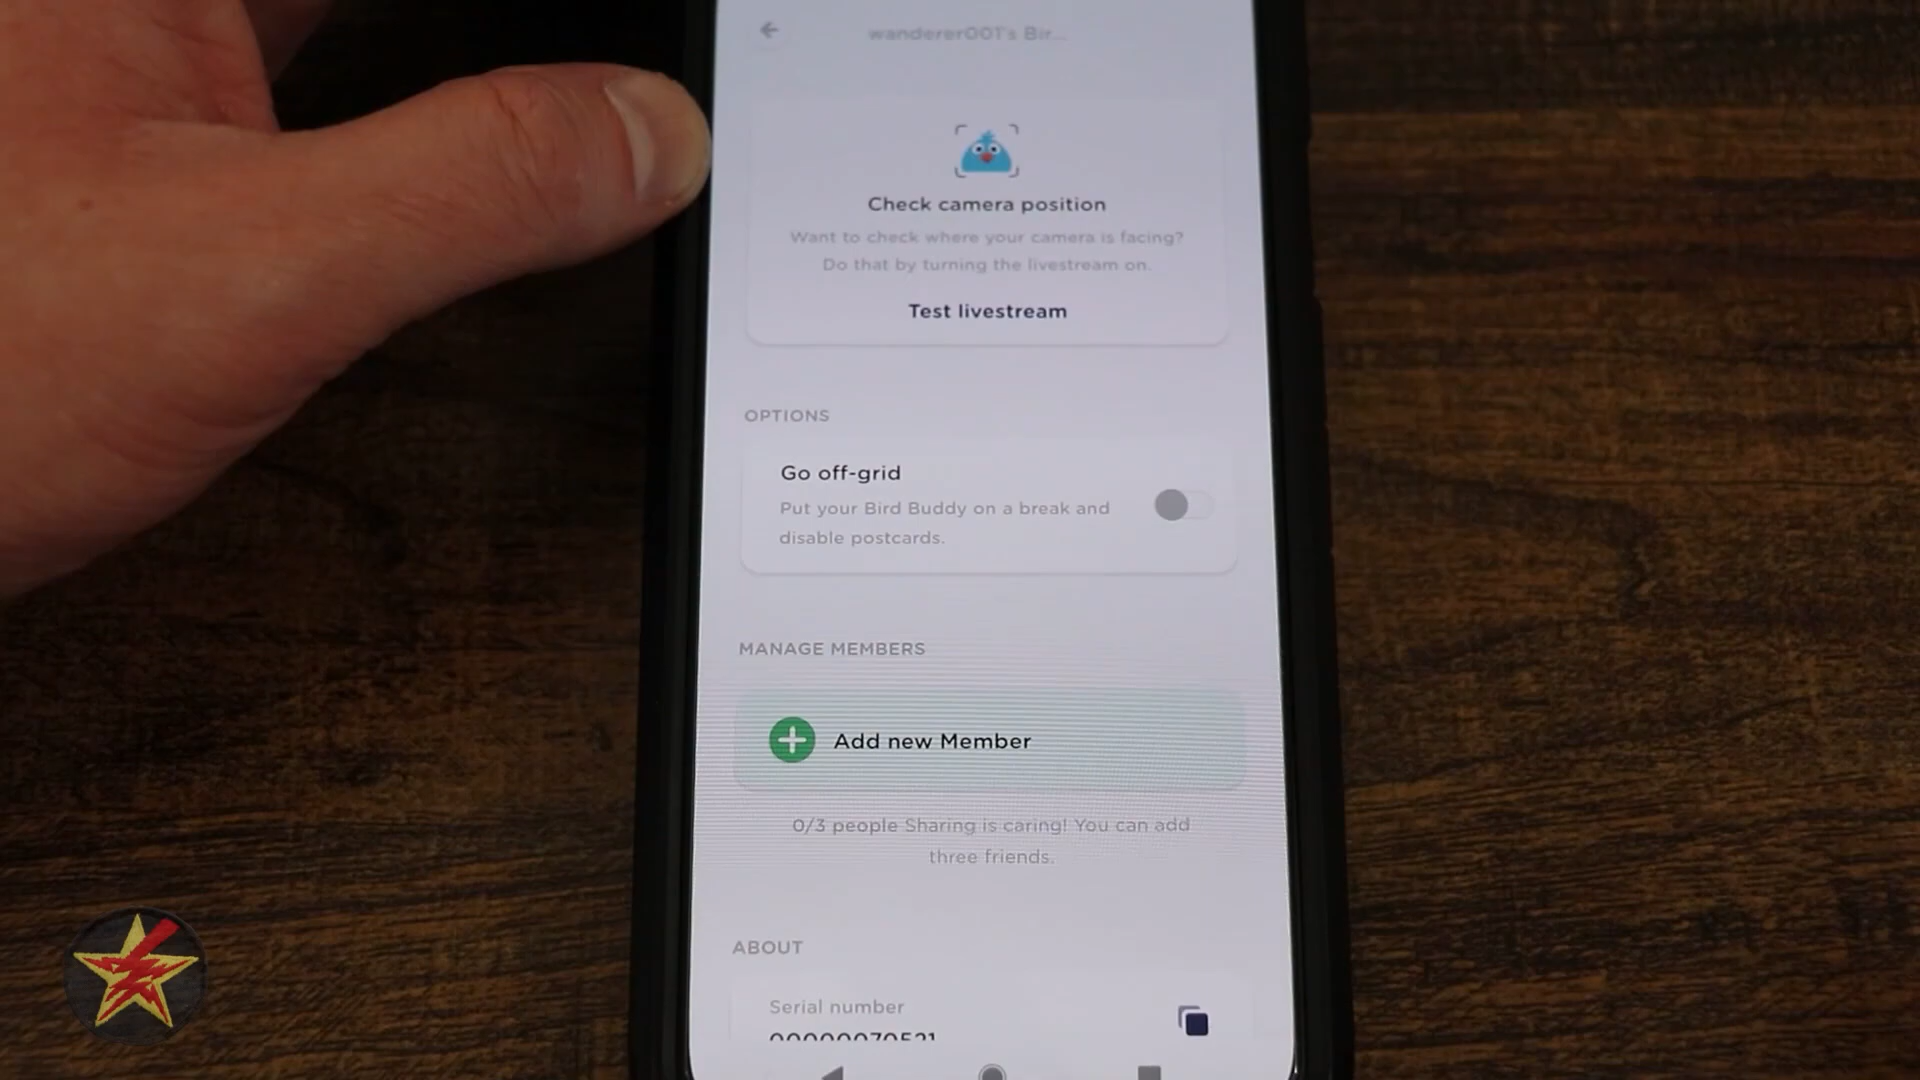 wanderer001's Bir...
Check camera position
Want to check where your camera is facing?
Do that by turning the livestream on.
Test livestream
OPTIONS
Go off-grid
Put your Bird Buddy on a break and
disable postcards.
MANAGE MEMBERS
Add new Member
0/3 people Sharing is caring! You can add
three friends.
ABOUT
Serial number